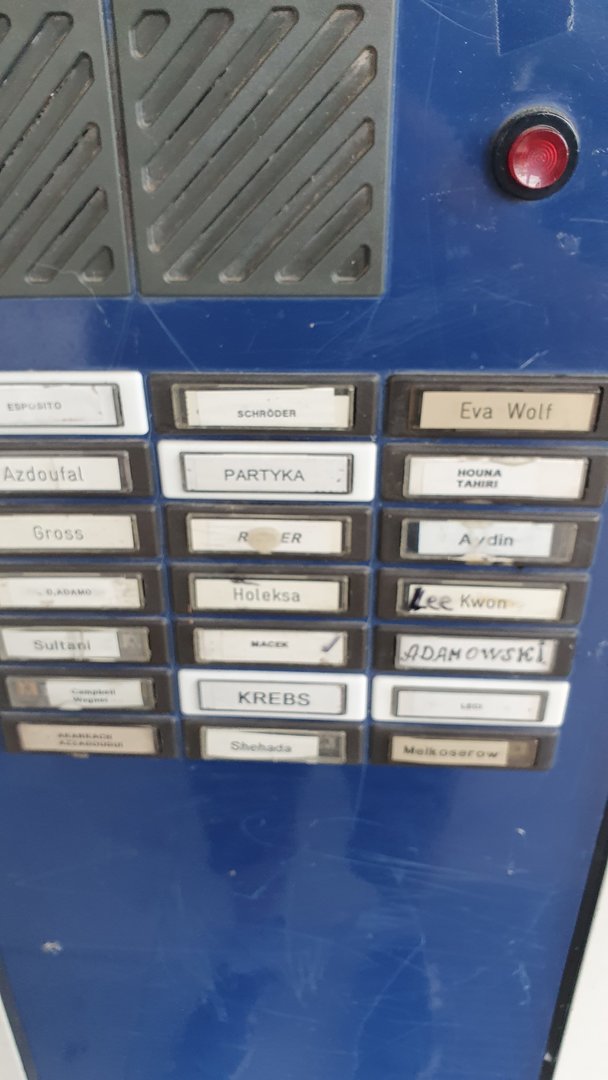 ESPOSITO
SCHRÖDER
Eva Wolf
Azdoufal
PARTYKA
HOUNA
TAHIRI
Gross
Aydin
D,ADAMO
Holeksa
Lee Kwon
Sultani
MACEK
ADAMOWSKI
Campbell
Wegner
KREBS
Shehada